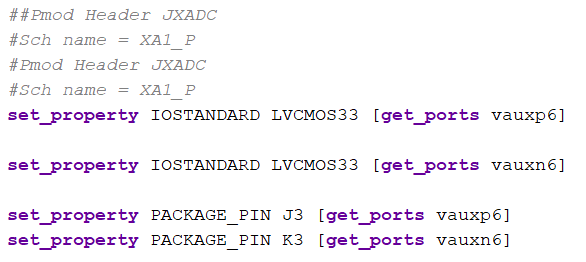 ##Pmod Header JXADC
#Sch name = XA1_P
#Pmod Header JXADC
#Sch name = XA1_P
set_property IOSTANDARD LVCMOS33 [get_ports vauxp6]
set_property IOSTANDARD LVCMOS33 [get_ports vauxn6]
set_property PACKAGE_PIN J3 [get_ports vauxp6]
set_property PACKAGE_PIN K3 [get_ports vauxn6]